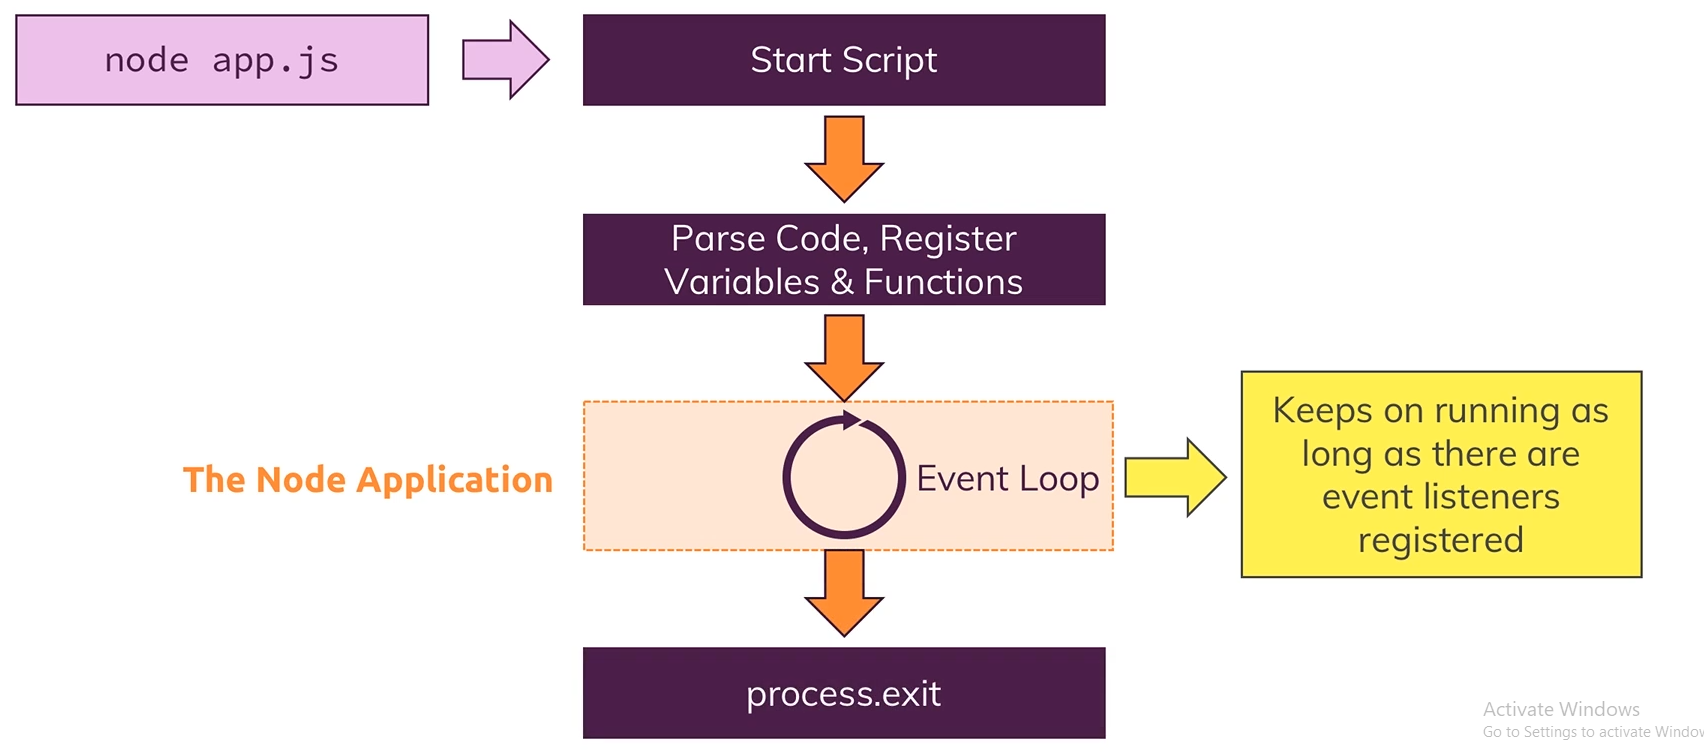 node app.js
Start Script
Parse Code, Register
Variables & Functions
The Node Application
Event Loop
Keeps on running as
long as there are
event listeners
registered
process.exit
Activate Windows
Go to Settings to activate Windows